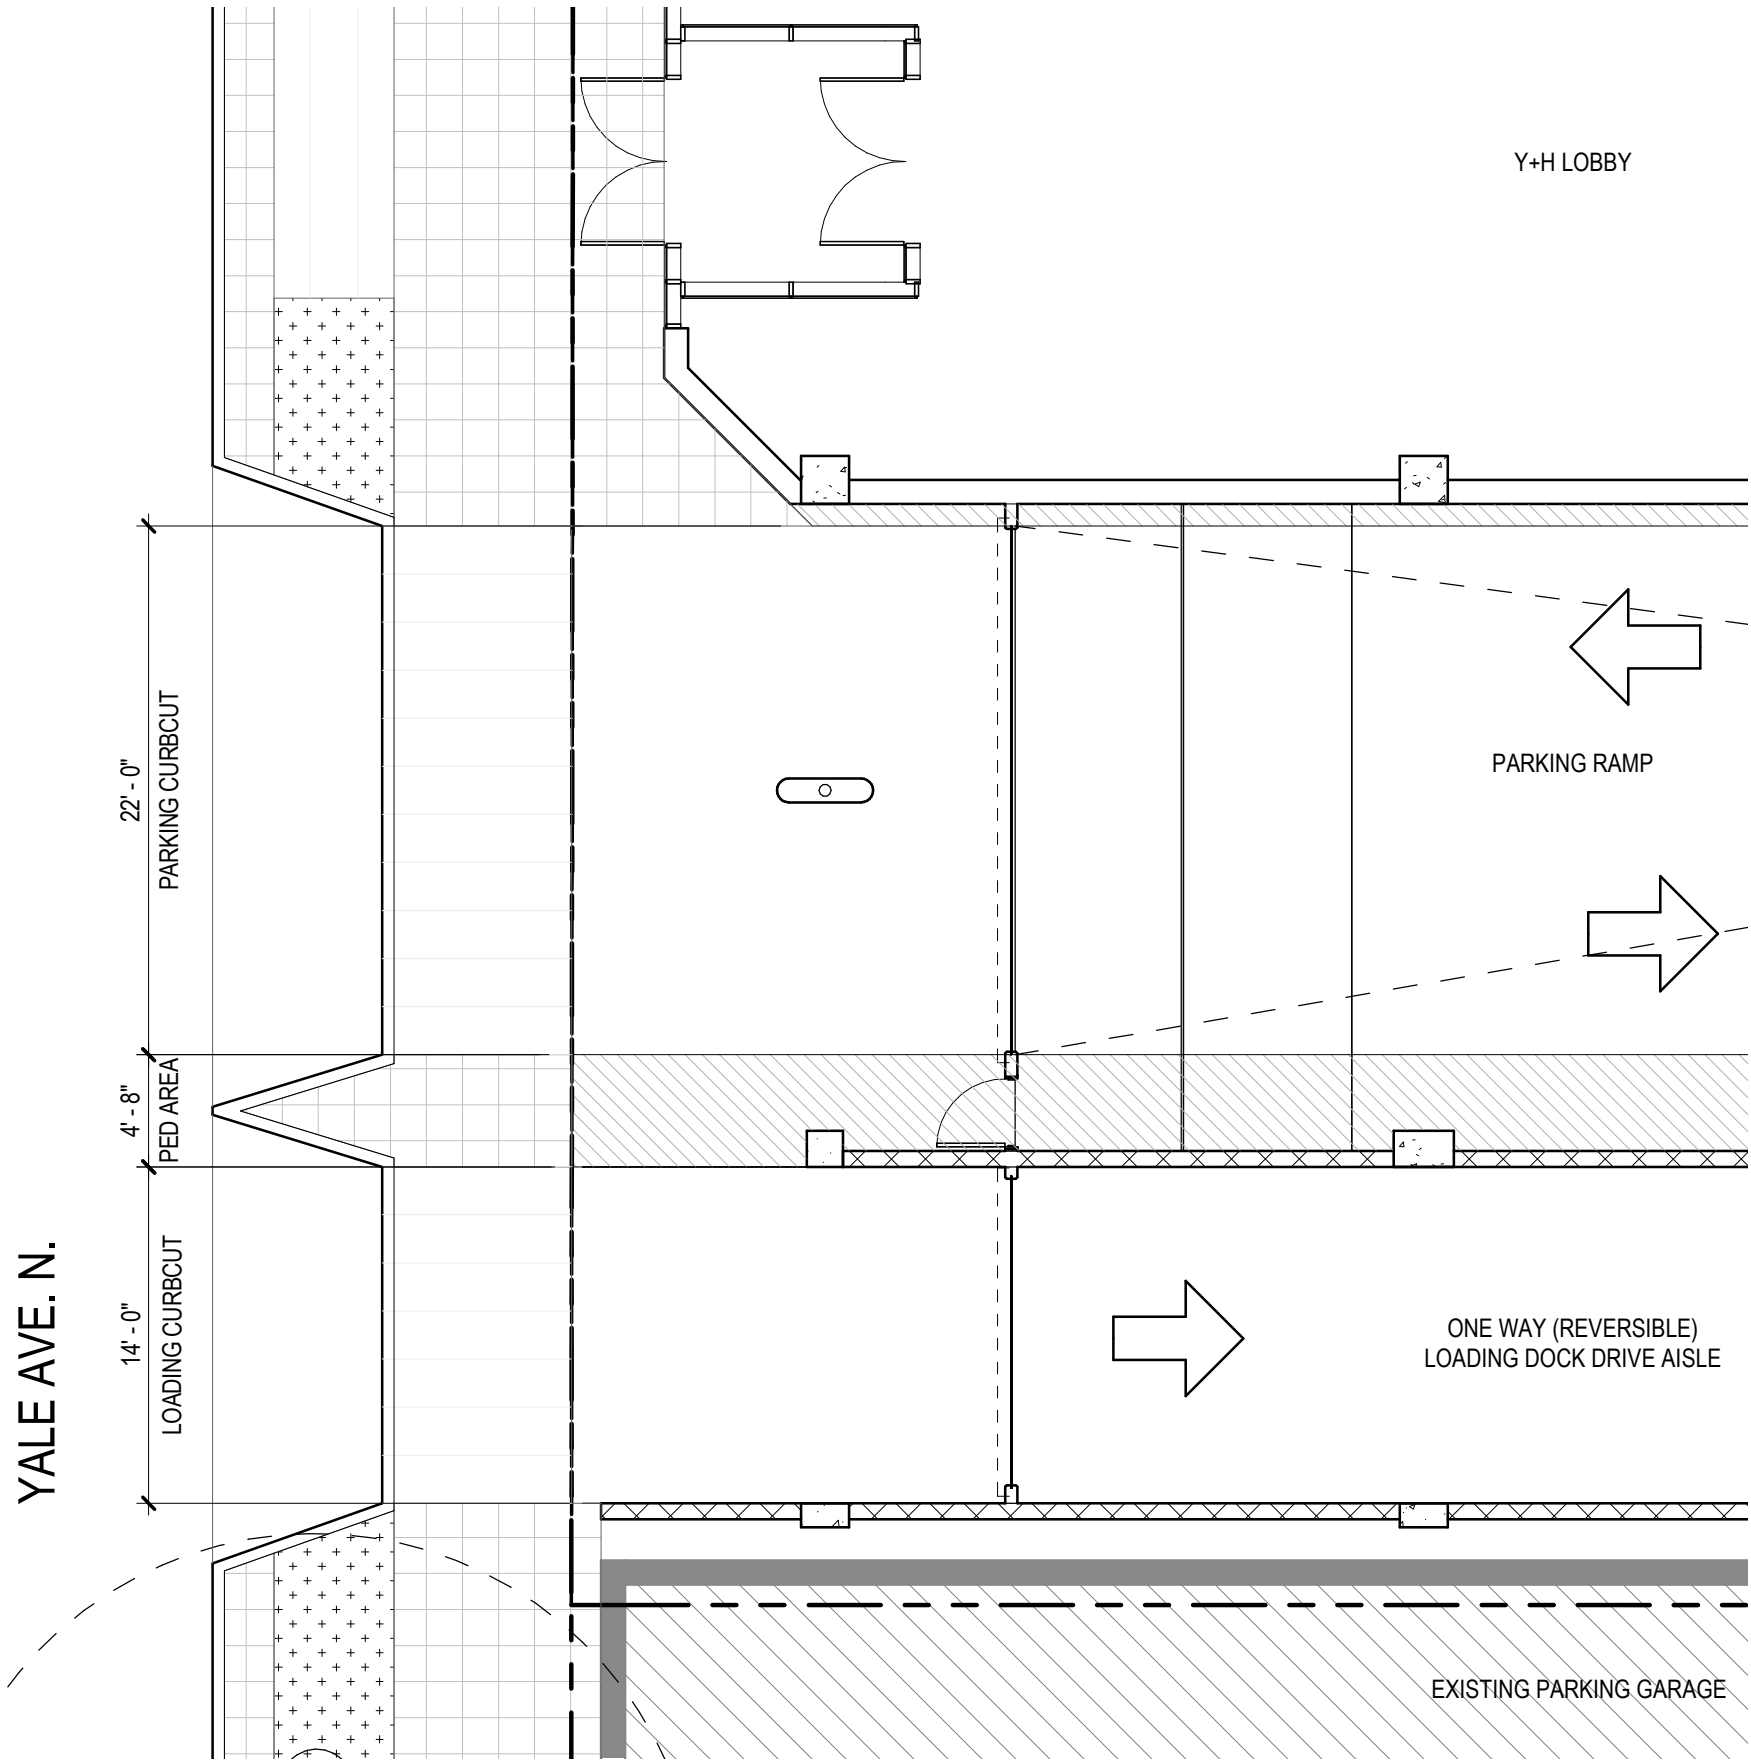 Y+H LOBBY
22' - 0"
PARKING CURBCUT
PARKING RAMP
4' - 8"
PED AREA
14' - 0"
LOADING CURBCUT
YALE AVE. N.
ONE WAY (REVERSIBLE)
LOADING DOCK DRIVE AISLE
EXISTING PARKING GARAGE